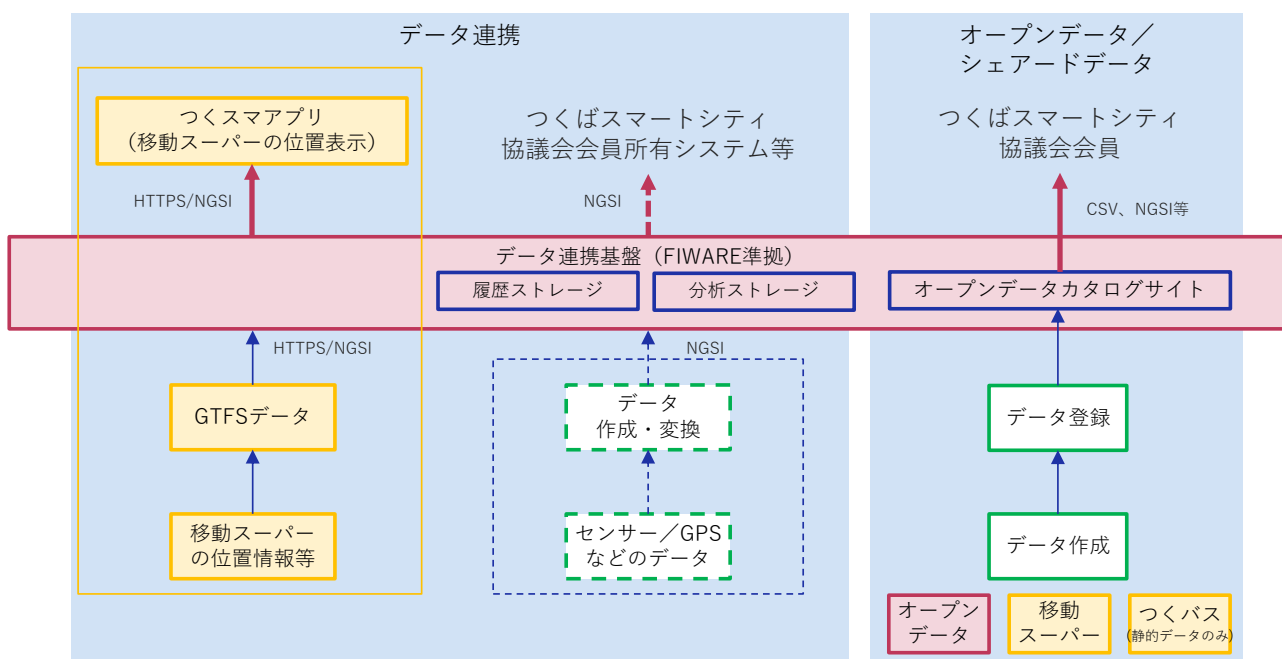 データ連携
オープンデータ／
シェアードデータ
つくスマアプリ
（移動スーパーの位置表示）
つくばスマートシティ
協議会会員所有システム等
つくばスマートシティ
協議会会員
HTTPS/NGSI
NGSI
CSV、NGSI等
データ連携基盤（FIWARE準拠）
履歴ストレージ
分析ストレージ
オープンデータカタログサイト
HTTPS/NGSI
NGSI
GTFSデータ
データ
作成・変換
データ登録
移動スーパー
の位置情報等
センサー／GPS
などのデータ
データ作成
オープン
データ
移動
スーパー
つくバス
(静的データのみ)